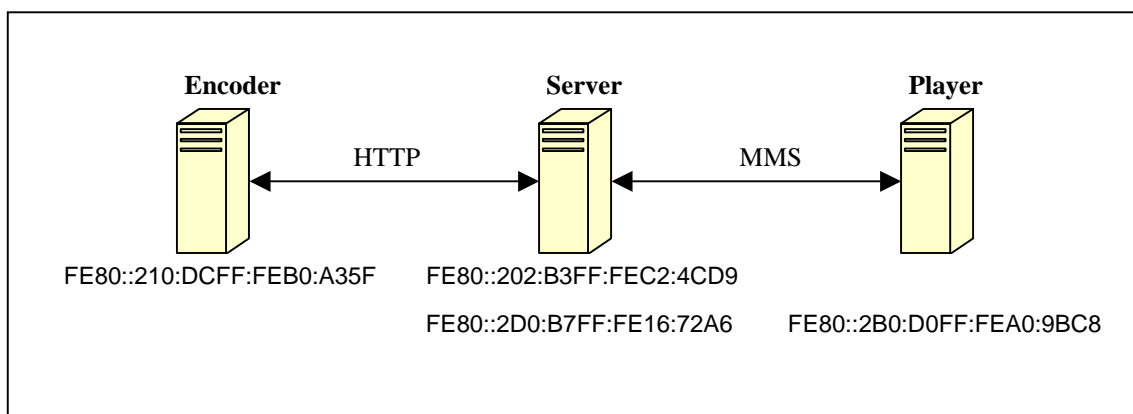 Encoder
Server
Player
HTTP
MMS
FE80::210:DCFF:FEB0:A35F
FE80::202:B3FF:FEC2:4CD9
FE80::2D0:B7FF:FE16:72A6
FE80::2B0:D0FF:FEA0:9BC8